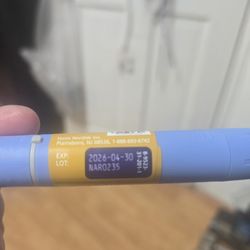 Novo Nordisk Inc.
Plainsboro, NJ 08536, 1-888-693-6742
EXP.
2026-04-30
LOT:
NAR0235